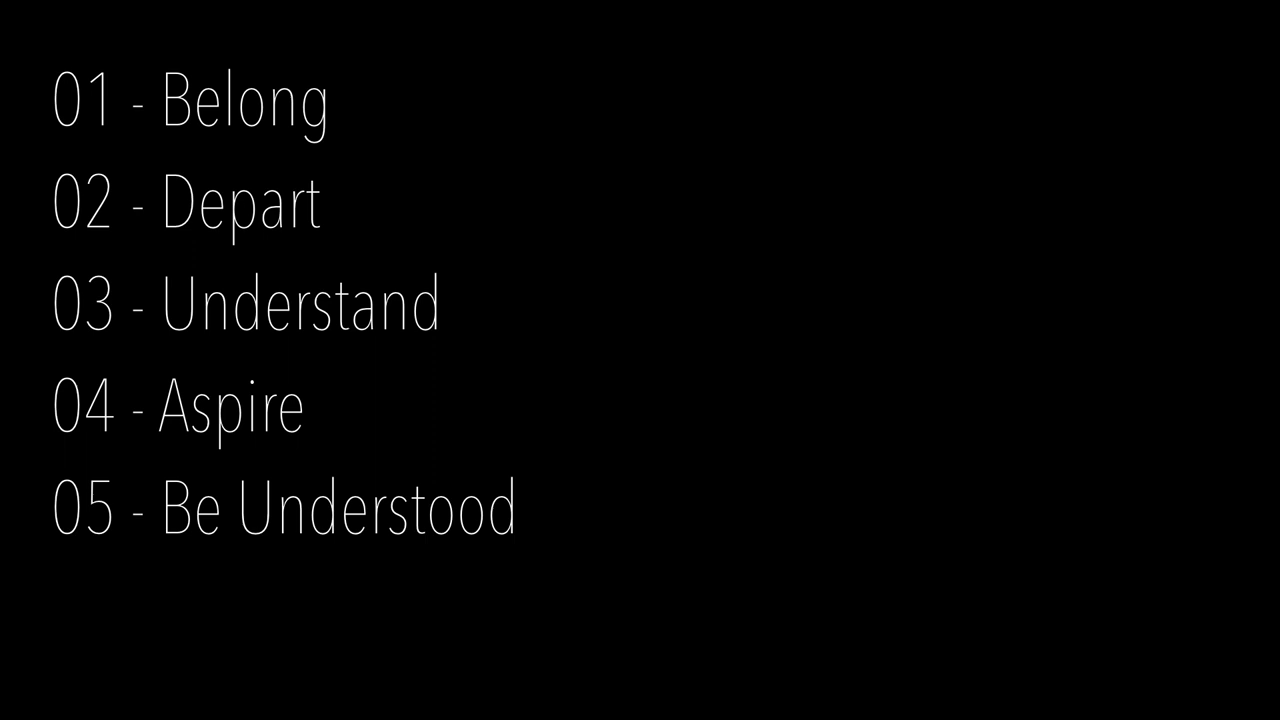 01 - Belong
02 - Depart
03 - Understand
04 - Aspire
05 - Be Understood